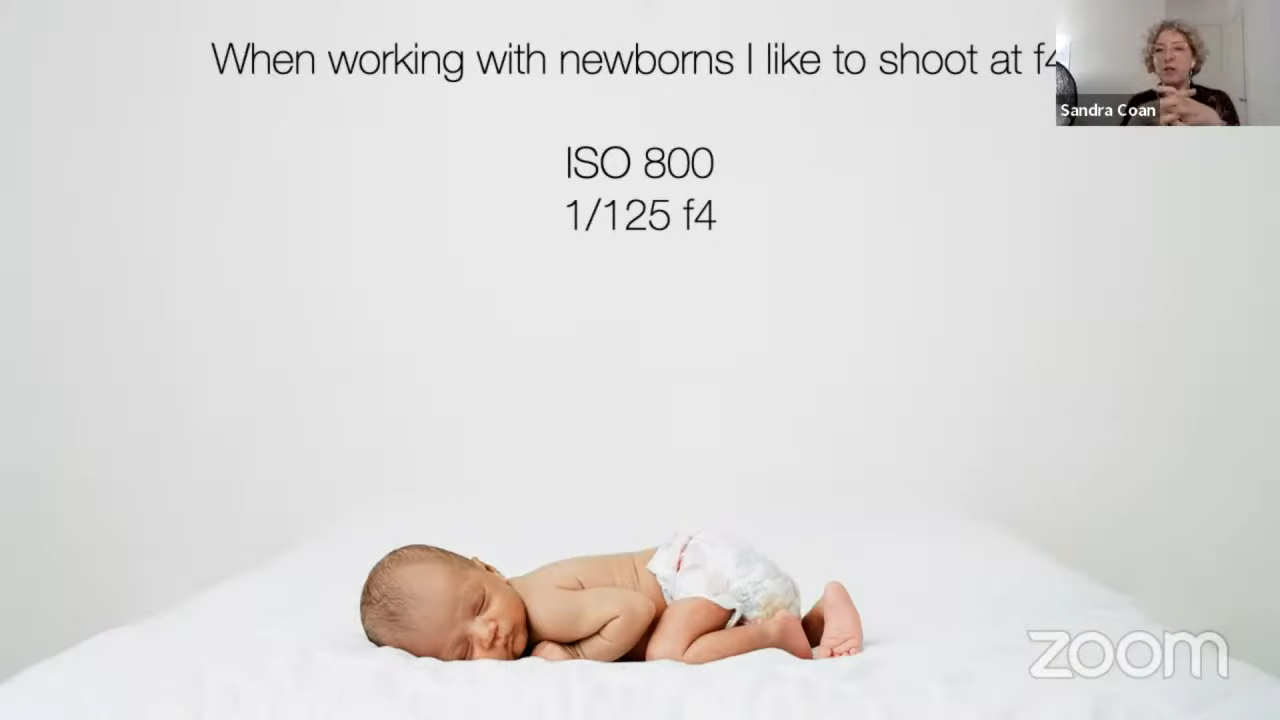 When working with newborns I like to shoot at f4
Sandra Coan
ISO 800
1/125 f4
zoom